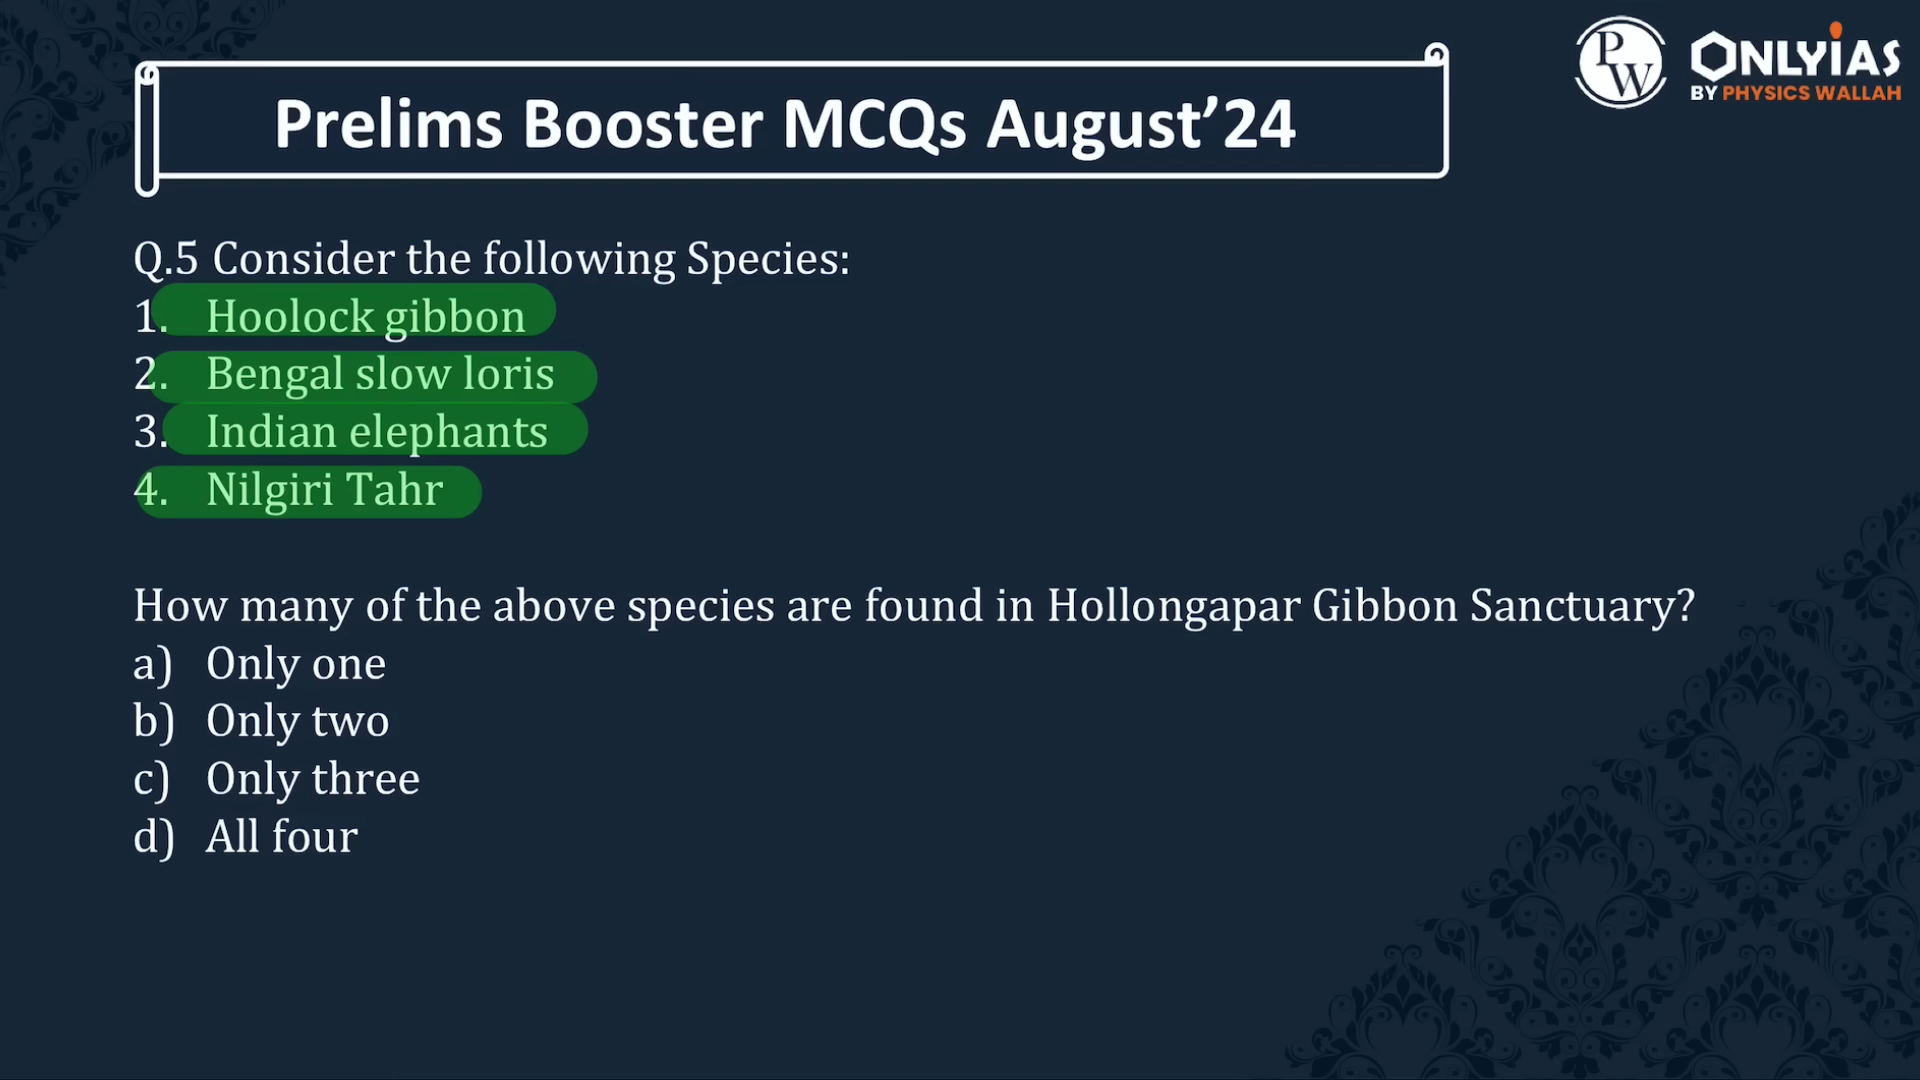 PW
ONLYIAS
BY PHYSICS WALLAH
Prelims Booster MCQs August’24
Q.5 Consider the following Species:
1. Hoolock gibbon
2. Bengal slow loris
3. Indian elephants
4. Nilgiri Tahr
How many of the above species are found in Hollongapar Gibbon Sanctuary?
a) Only one
b) Only two
c) Only three
d) All four